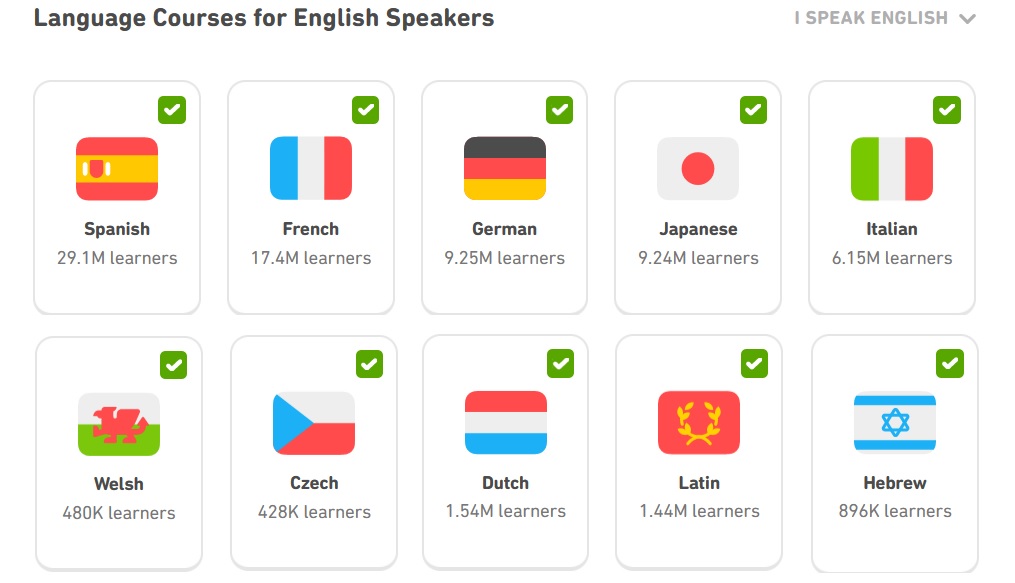 Language Courses for English Speakers
I SPEAK ENGLISH
Spanish
29.1M learners
French
17.4M learners
German
9.25M learners
Japanese
9.24M learners
Italian
6.15M learners
Welsh
480K learners
Czech
428K learners
Dutch
1.54M learners
Latin
1.44M learners
Hebrew
896K learners